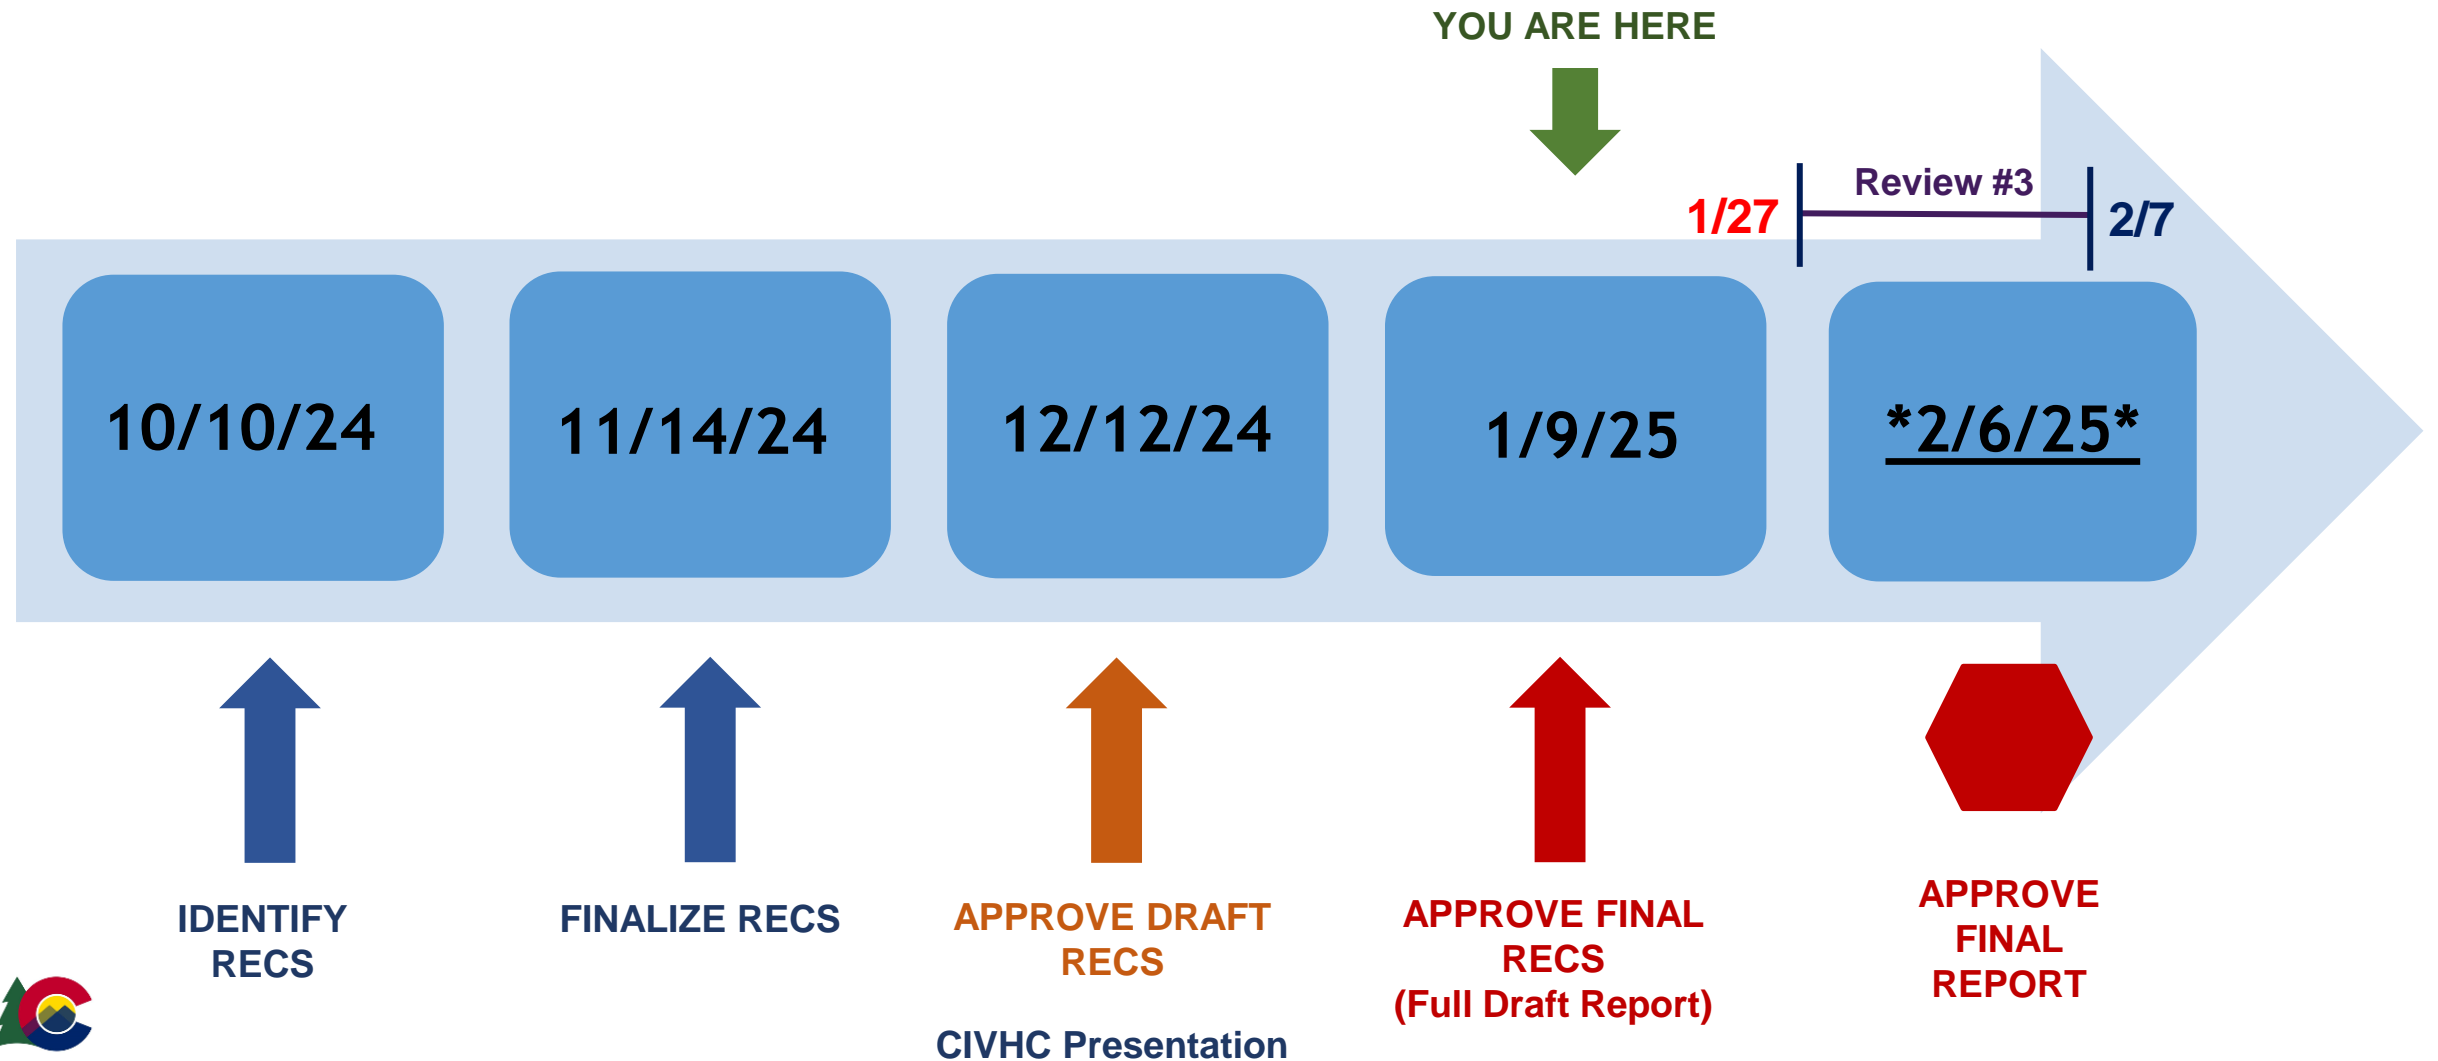 YOU ARE HERE
Review #3
1/27
2/7
10/10/24
11/14/24
12/12/24
1/9/25
*2/6/25*
IDENTIFY
RECS
FINALIZE RECS
APPROVE DRAFT
RECS
CIVHC Presentation
APPROVE FINAL
RECS
(Full Draft Report)
APPROVE
FINAL
REPORT